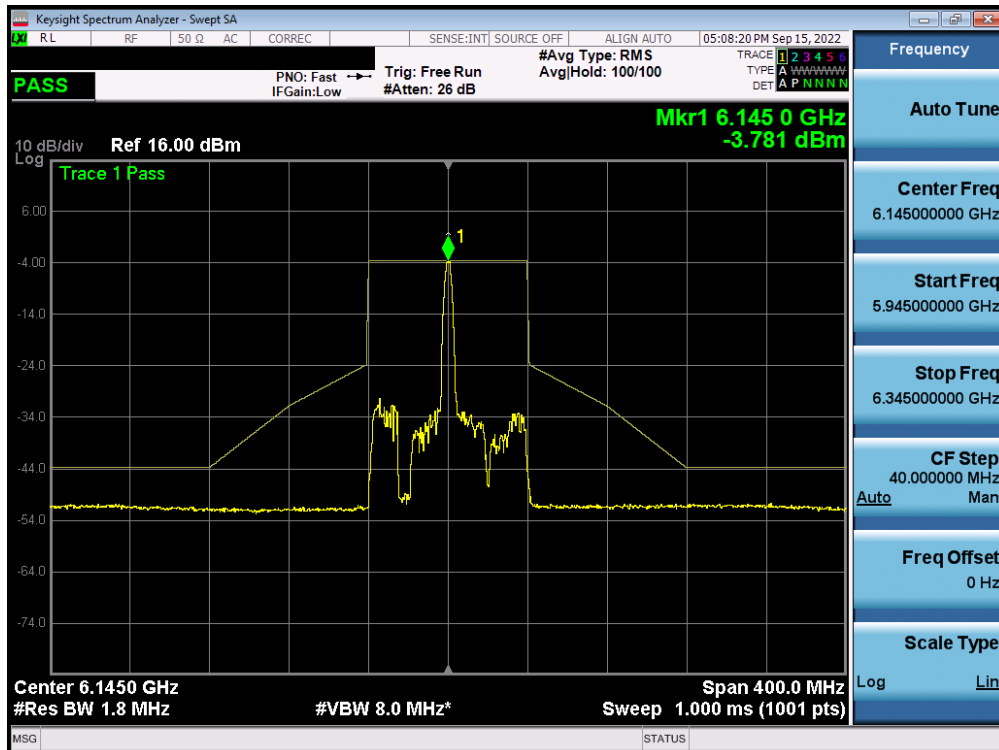 Keysight Spectrum Analyzer - Swept SA
LXI RL RF 50 Ω AC CORREC SENSE:INT SOURCE OFF ALIGN AUTO 05:08:20 PM Sep 15, 2022
PASS
PNO: Fast
IFGain:Low
Trig: Free Run
#Atten: 26 dB
#Avg Type: RMS
Avg|Hold: 100/100
TRACE 1 2 3 4 5 6
TYPE A WWWWW
DET A P N N N N
Mkr1 6.145 0 GHz
-3.781 dBm
10 dB/div Ref 16.00 dBm
Log
Trace 1 Pass
1
6.00
-4.00
-14.0
-24.0
-34.0
-44.0
-54.0
-64.0
-74.0
Center 6.1450 GHz Span 400.0 MHz
#Res BW 1.8 MHz #VBW 8.0 MHz* Sweep 1.000 ms (1001 pts)
MSG STATUS
Frequency
Auto Tune
Center Freq
6.145000000 GHz
Start Freq
5.945000000 GHz
Stop Freq
6.345000000 GHz
CF Step
40.000000 MHz
Auto Man
Freq Offset
0 Hz
Scale Type
Log Lin